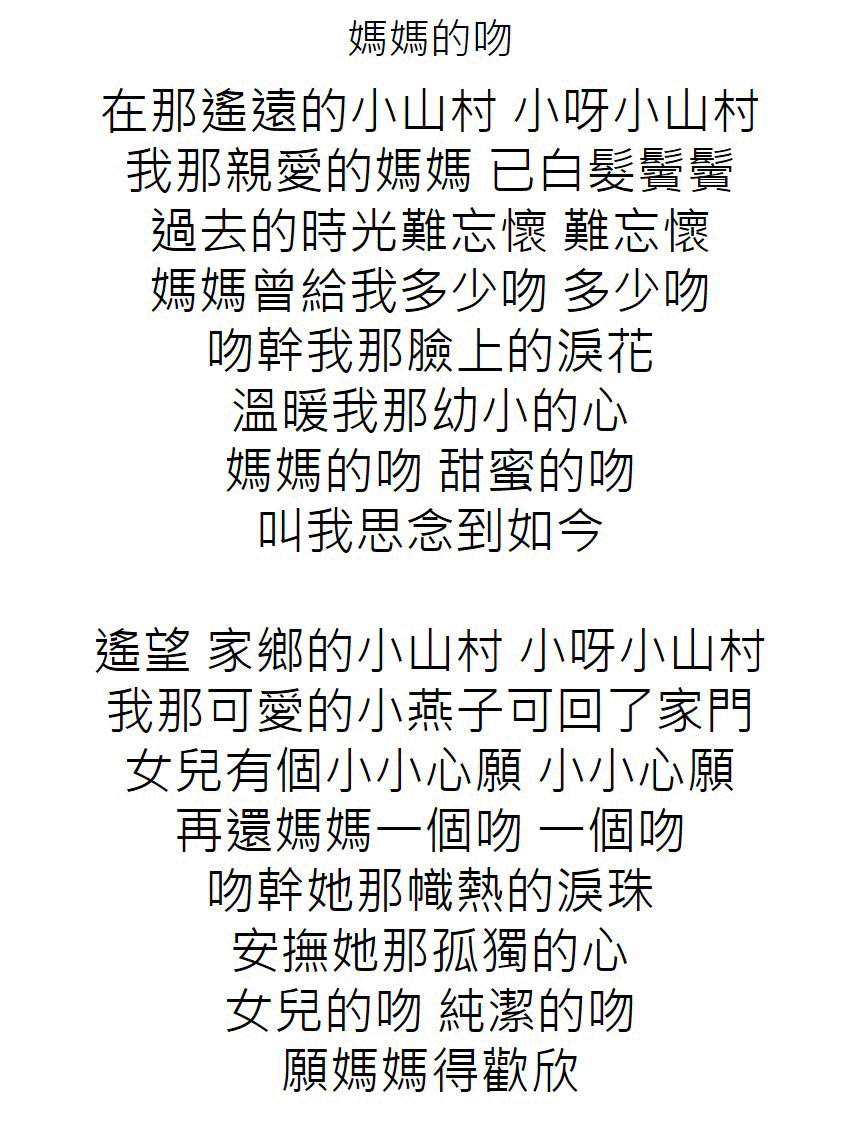 媽媽的吻
在那遙遠的小山村 小呀小山村
我那親愛的媽媽 已白髮鬢鬢
過去的時光難忘懷 難忘懷
媽媽曾給我多少吻 多少吻
吻幹我那臉上的淚花
溫暖我那幼小的心
媽媽的吻 甜蜜的吻
叫我思念到如今
遙望 家鄉的小山村 小呀小山村
我那可愛的小燕子可回了家門
女兒有個小小心願 小小心願
再還媽媽一個吻 一個吻
吻幹她那幟熱的淚珠
安撫她那孤獨的心
女兒的吻 純潔的吻
願媽媽得歡欣